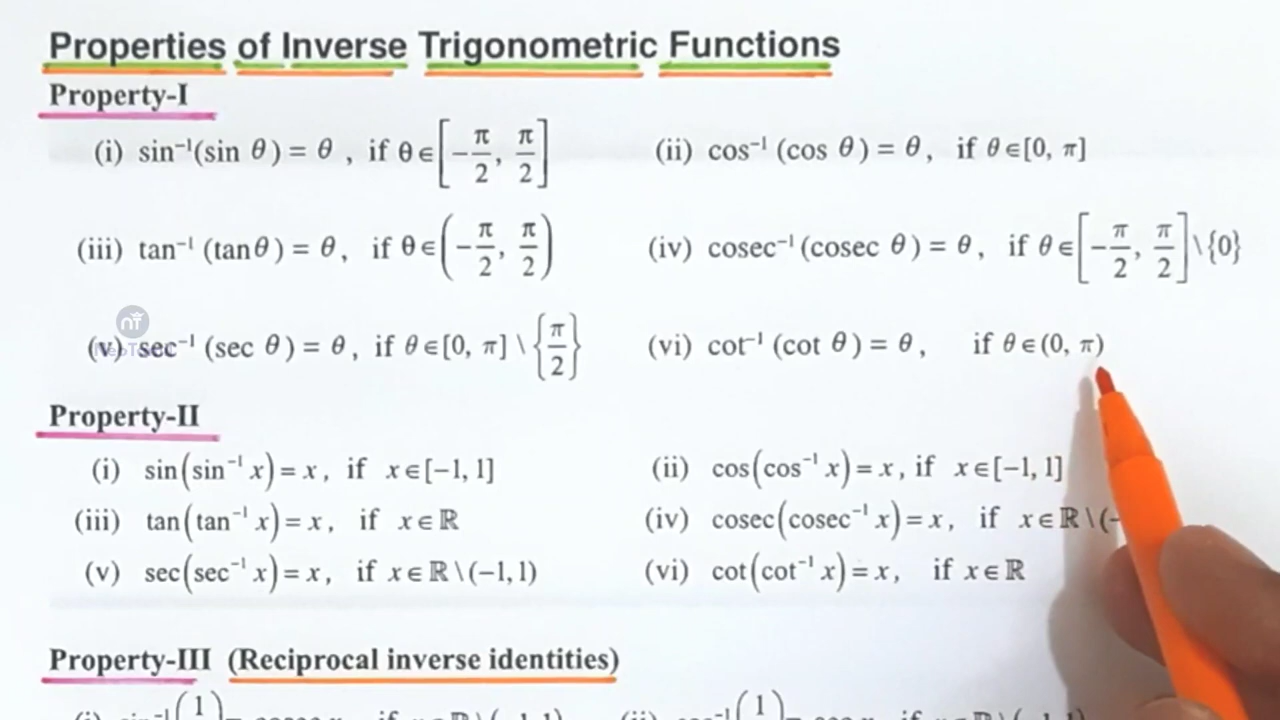 Properties of Inverse Trigonometric Functions
Property-I
(i) sin⁻¹(sin θ) = θ , if θ∈[−π/2, π/2]
(ii) cos⁻¹ (cos θ) = θ, if θ∈[0, π]
(iii) tan⁻¹ (tanθ) = θ, if θ∈(−π/2, π/2)
(iv) cosec⁻¹ (cosec θ) = θ, if θ∈[−π/2, π/2]\{0}
(v) sec⁻¹ (sec θ) = θ, if θ∈[0, π] \ {π/2}
(vi) cot⁻¹ (cot θ) = θ, if θ∈(0, π)
Property-II
(i) sin(sin⁻¹ x) = x, if x∈[−1, 1]
(ii) cos(cos⁻¹ x) = x, if x∈[−1, 1]
(iii) tan(tan⁻¹ x) = x, if x∈ℝ
(iv) cosec(cosec⁻¹ x) = x, if x∈ℝ\(-
(v) sec(sec⁻¹ x) = x, if x∈ℝ\(−1, 1)
(vi) cot(cot⁻¹ x) = x, if x∈ℝ
Property-III (Reciprocal inverse identities)